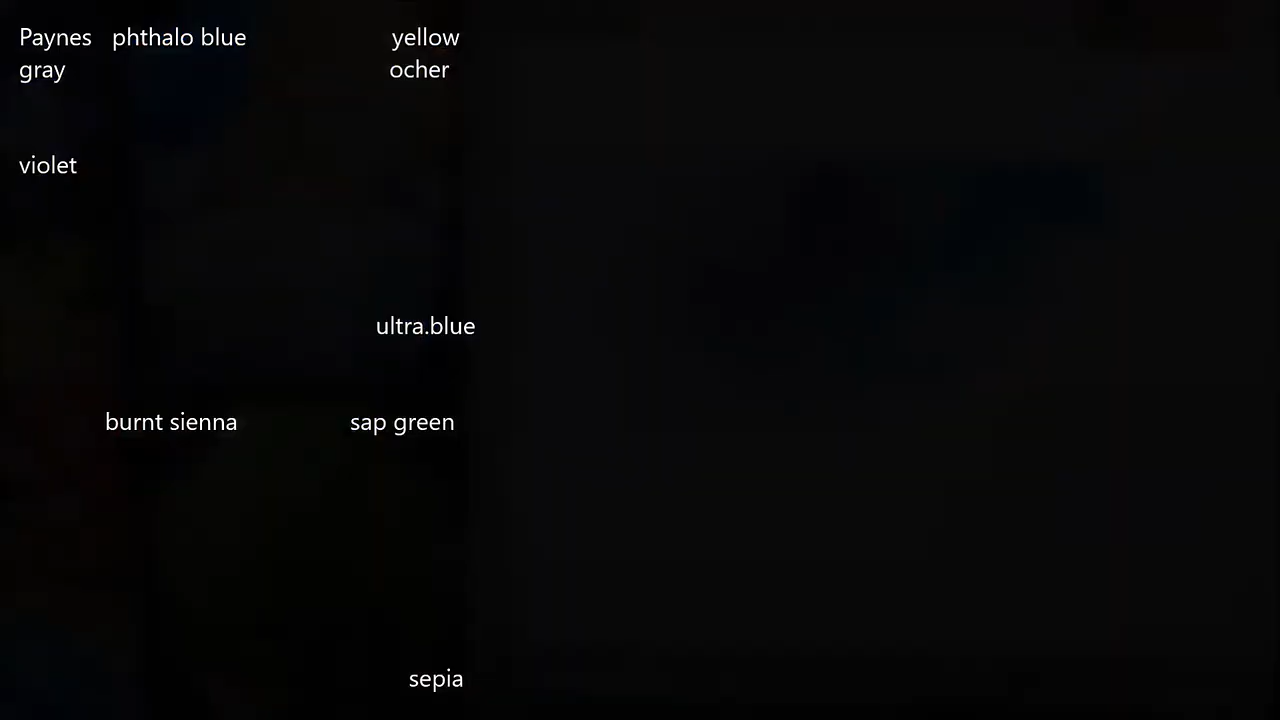 Paynes phthalo blue yellow
gray ocher
violet
ultra.blue
burnt sienna sap green
sepia